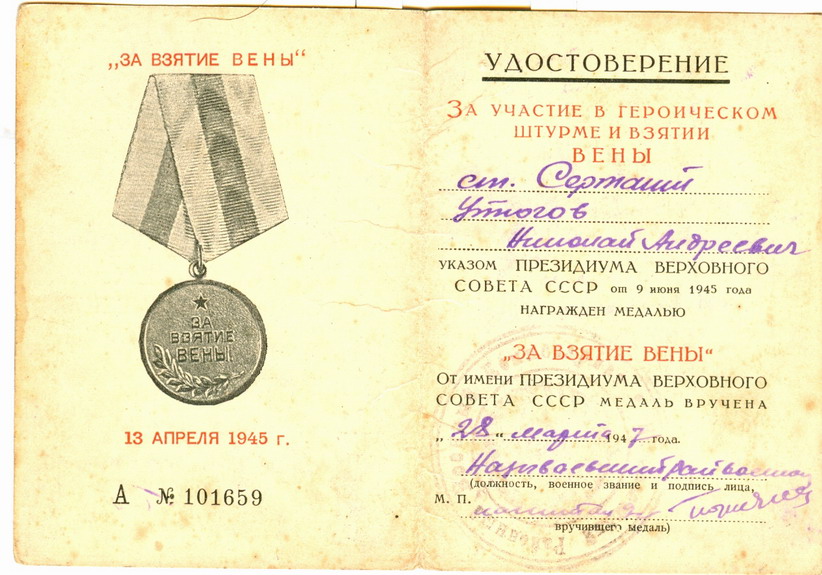 „ЗА ВЗЯТИЕ ВЕНЫ“
ЗА
ВЗЯТИЕ
ВЕНЫ
13 АПРЕЛЯ 1945 г.
А № 101659
УДОСТОВЕРЕНИЕ
ЗА УЧАСТИЕ В ГЕРОИЧЕСКОМ
ШТУРМЕ И ВЗЯТИИ
ВЕНЫ
ст. Сержант
Утюгов
Николай Андреевич
УКАЗОМ ПРЕЗИДИУМА ВЕРХОВНОГО
СОВЕТА СССР от 9 июня 1945 года
НАГРАЖДЕН МЕДАЛЬЮ
„ЗА ВЗЯТИЕ ВЕНЫ“
ОТ ИМЕНИ ПРЕЗИДИУМА ВЕРХОВНОГО
СОВЕТА СССР МЕДАЛЬ ВРУЧЕНА
„28“ марта 1947 года.
(должность, военное звание и подпись лица,
М. П.
вручившего медаль)